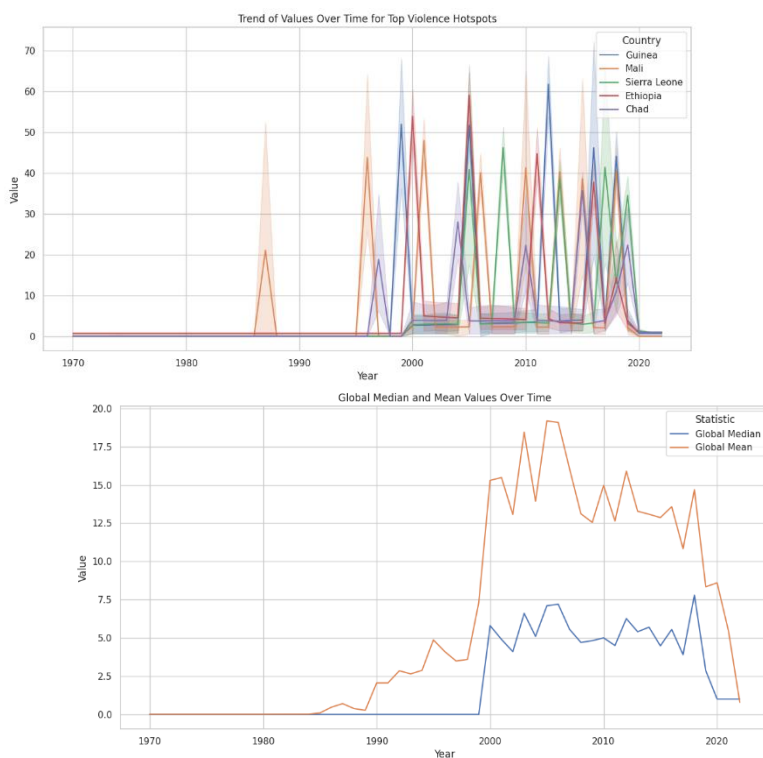 Trend of Values Over Time for Top Violence Hotspots
Country
Guinea
Mali
Sierra Leone
Ethiopia
Chad
70
60
50
40
30
20
10
0
Value
1970
1980
1990
2000
2010
2020
Year
Global Median and Mean Values Over Time
Statistic
Global Median
Global Mean
20.0
17.5
15.0
12.5
10.0
7.5
5.0
2.5
0.0
Value
1970
1980
1990
2000
2010
2020
Year